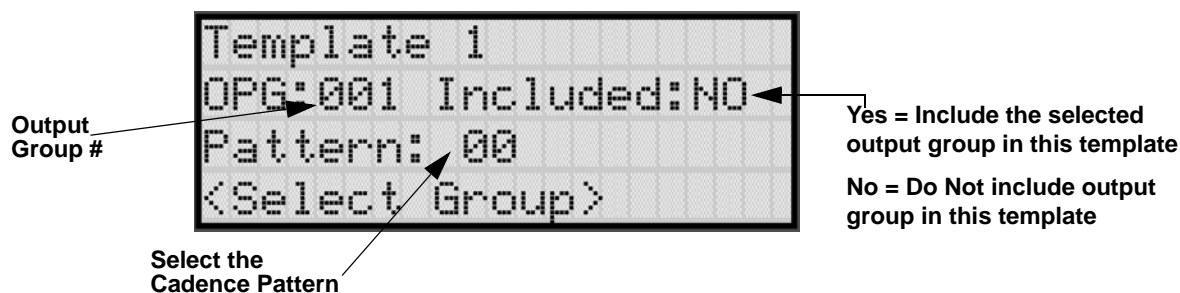 Template 1
OPG:001 Included:NO
Pattern: 00
<Select Group>
Output
Group #
Yes = Include the selected
output group in this template
No = Do Not include output
group in this template
Select the
Cadence Pattern